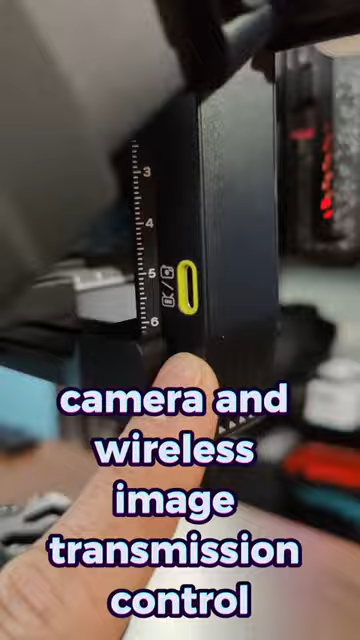 3
4
5
6
camera and
wireless
image
transmission
control